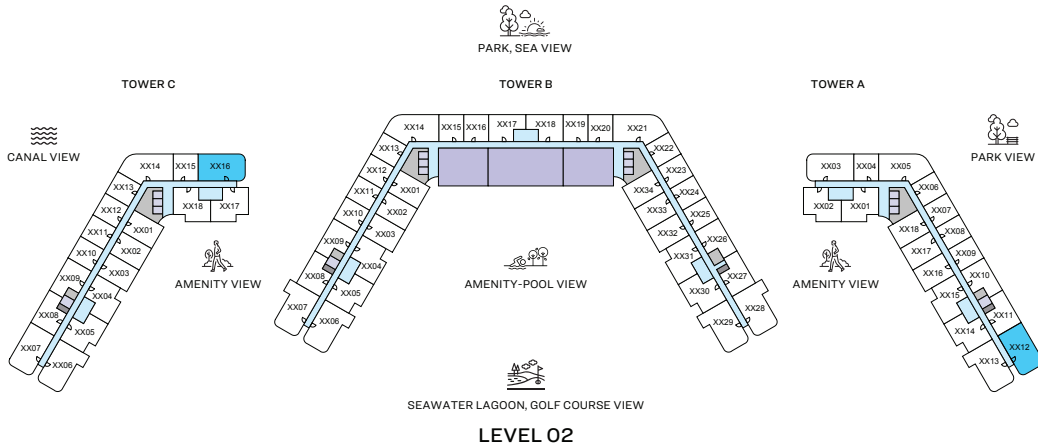 PARK, SEA VIEW
TOWER C
TOWER B
TOWER A
CANAL VIEW
PARK VIEW
XX14
XX15
XX16
XX13
XX12
XX11
XX10
XX09
XX08
XX07
XX06
XX05
XX04
XX03
XX02
XX01
XX18
XX17
AMENITY VIEW
XX14
XX15
XX16
XX17
XX18
XX19
XX20
XX21
XX13
XX12
XX11
XX10
XX09
XX08
XX07
XX06
XX05
XX04
XX03
XX02
XX01
XX22
XX23
XX24
XX25
XX26
XX27
XX28
XX29
XX30
XX31
XX32
XX33
XX34
AMENITY-POOL VIEW
XX03
XX04
XX05
XX02
XX01
XX06
XX07
XX08
XX09
XX10
XX11
XX12
XX13
XX14
XX15
XX16
XX17
XX18
AMENITY VIEW
SEAWATER LAGOON, GOLF COURSE VIEW
LEVEL 02